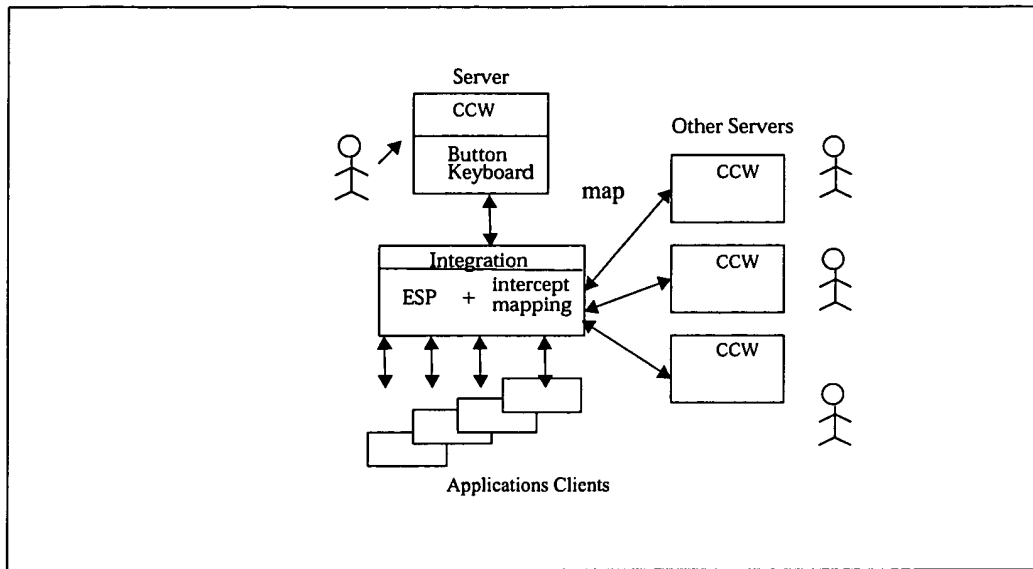 Server
CCW
Button
Keyboard
Other Servers
CCW
map
CCW
CCW
Integration
ESP + intercept
mapping
Applications Clients